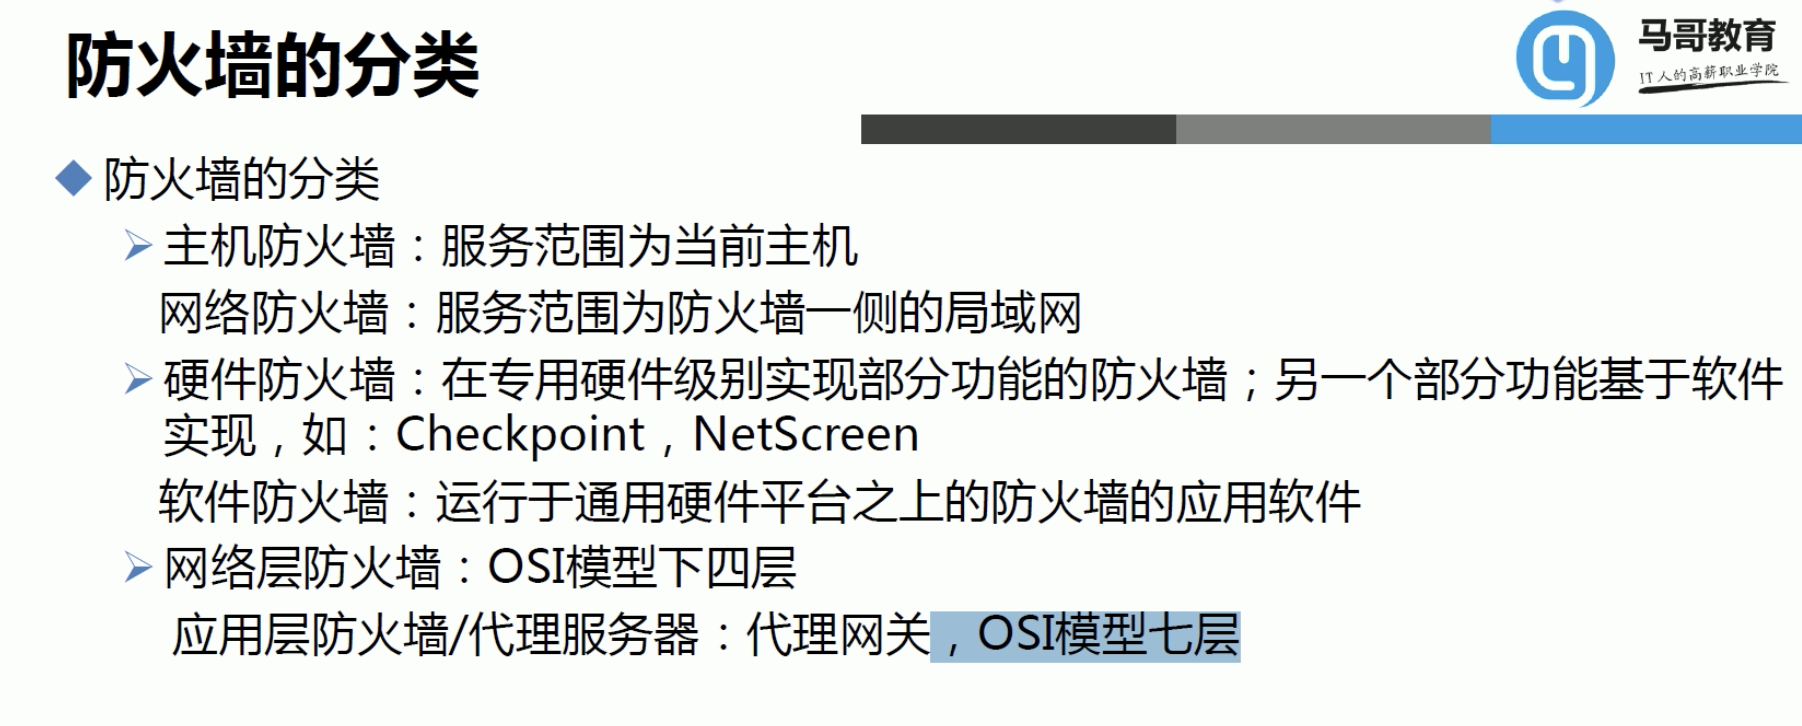 防火墙的分类
马哥教育
IT人的高薪职业学院
防火墙的分类
主机防火墙：服务范围为当前主机
网络防火墙：服务范围为防火墙一侧的局域网
硬件防火墙：在专用硬件级别实现部分功能的防火墙；另一个部分功能基于软件
实现，如：Checkpoint，NetScreen
软件防火墙：运行于通用硬件平台之上的防火墙的应用软件
网络层防火墙：OSI模型下四层
应用层防火墙/代理服务器：代理网关，OSI模型七层